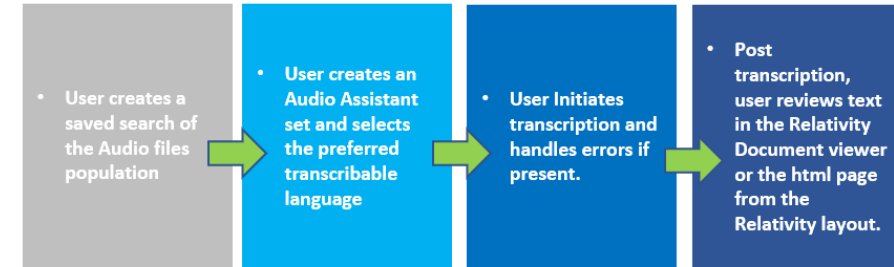 • User creates a
saved search of
the Audio files
population
• User creates an
Audio Assistant
set and selects
the preferred
transcribable
language
• User Initiates
transcription and
handles errors if
present.
• Post
transcription,
user reviews text
in the Relativity
Document viewer
or the html page
from the
Relativity layout.